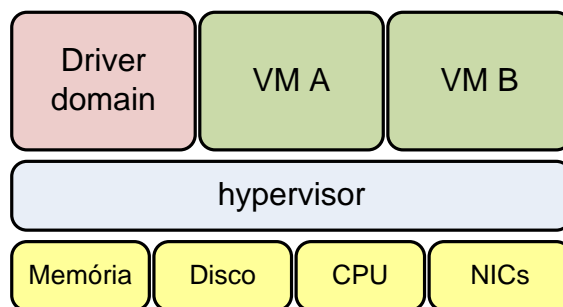 Driver
domain
VM A
VM B
hypervisor
Memória
Disco
CPU
NICs